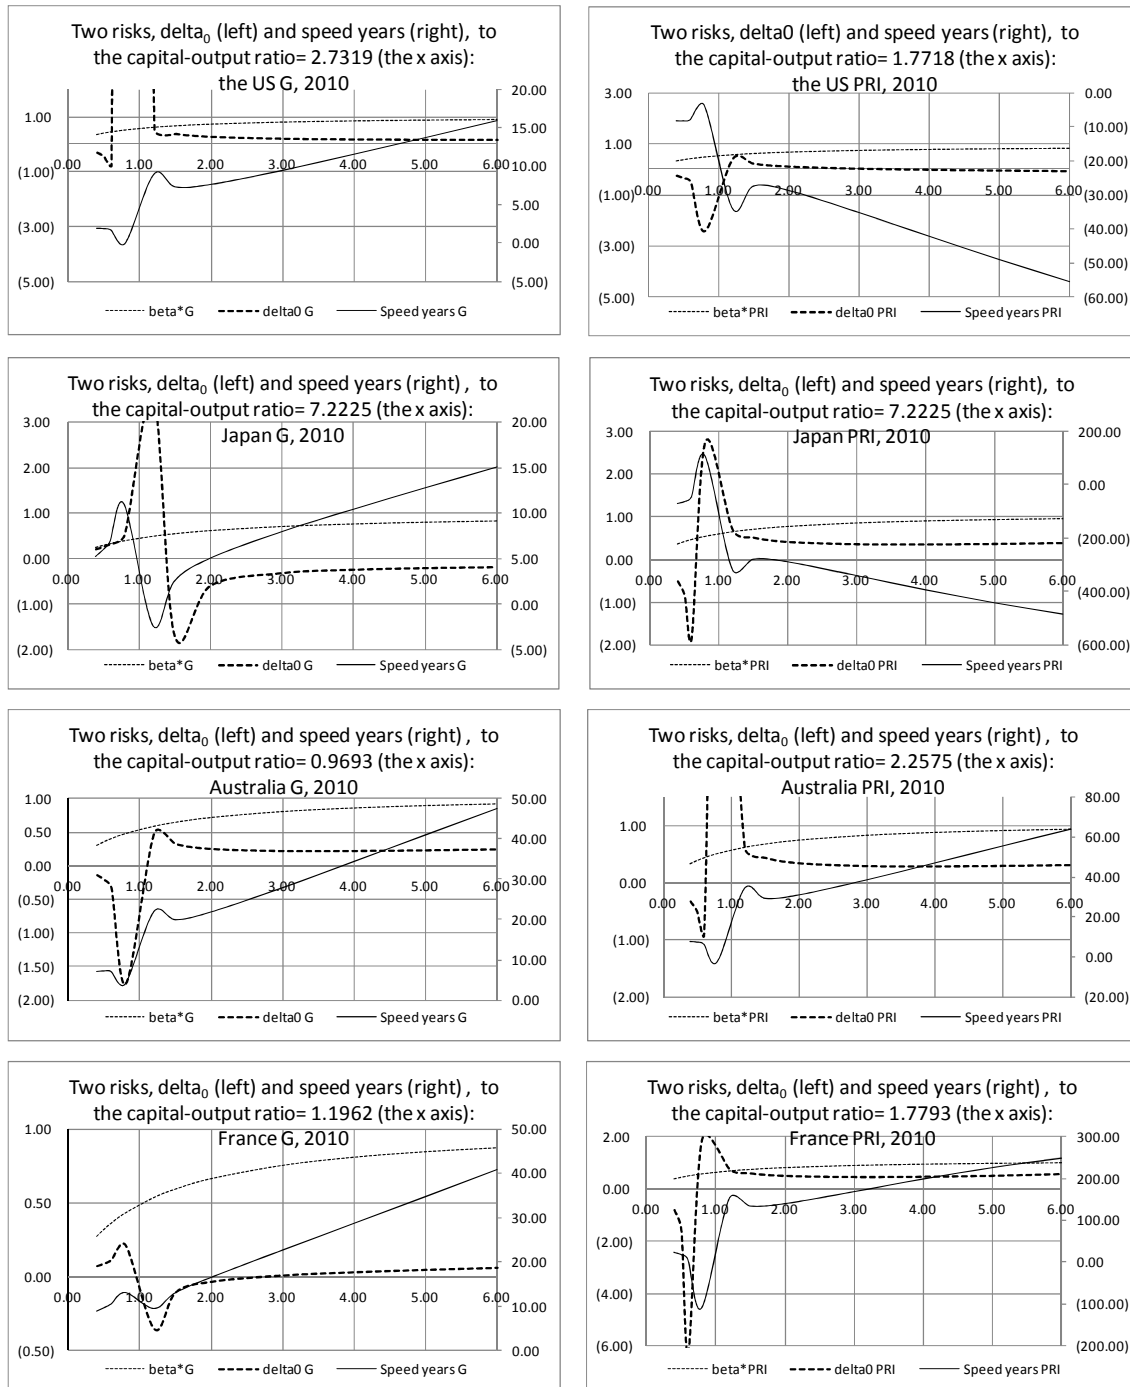 Two risks, delta₀ (left) and speed years (right), to
the capital-output ratio= 2.7319 (the x axis):
the US G, 2010
1.00
(1.00)
(3.00)
(5.00)
20.00
15.00
10.00
5.00
0.00
(5.00)
0.00 1.00 2.00 3.00 4.00 5.00 6.00
beta*G delta0 G Speed years G
Two risks, delta0 (left) and speed years (right), to
the capital-output ratio= 1.7718 (the x axis):
the US PRI, 2010
3.00
1.00
(1.00)
(3.00)
(5.00)
0.00
(10.00)
(20.00)
(30.00)
(40.00)
(50.00)
(60.00)
0.00 1.00 2.00 3.00 4.00 5.00 6.00
beta*PRI delta0 PRI Speed years PRI
Two risks, delta₀ (left) and speed years (right) , to
the capital-output ratio= 7.2225 (the x axis):
Japan G, 2010
3.00
2.00
1.00
0.00
(1.00)
(2.00)
20.00
15.00
10.00
5.00
0.00
(5.00)
0.00 1.00 2.00 3.00 4.00 5.00 6.00
beta*G delta0 G Speed years G
Two risks, delta₀ (left) and speed years (right), to
the capital-output ratio= 7.2225 (the x axis):
Japan PRI, 2010
3.00
2.00
1.00
0.00
(1.00)
(2.00)
200.00
0.00
(200.00)
(400.00)
(600.00)
0.00 1.00 2.00 3.00 4.00 5.00 6.00
beta*PRI delta0 PRI Speed years PRI
Two risks, delta₀ (left) and speed years (right) , to
the capital-output ratio= 0.9693 (the x axis):
Australia G, 2010
1.00
0.50
0.00
(0.50)
(1.00)
(1.50)
(2.00)
50.00
40.00
30.00
20.00
10.00
0.00
0.00 1.00 2.00 3.00 4.00 5.00 6.00
beta*G delta0 G Speed years G
Two risks, delta₀ (left) and speed years (right) , to
the capital-output ratio= 2.2575 (the x axis):
Australia PRI, 2010
1.00
0.00
(1.00)
(2.00)
80.00
60.00
40.00
20.00
0.00
(20.00)
0.00 1.00 2.00 3.00 4.00 5.00 6.00
beta*PRI delta0 PRI Speed years PRI
Two risks, delta₀ (left) and speed years (right) , to
the capital-output ratio= 1.1962 (the x axis):
France G, 2010
1.00
0.50
0.00
(0.50)
50.00
40.00
30.00
20.00
10.00
0.00
0.00 1.00 2.00 3.00 4.00 5.00 6.00
beta*G delta0 G Speed years G
Two risks, delta₀ (left) and speed years (right) , to
the capital-output ratio= 1.7793 (the x axis):
France PRI, 2010
2.00
0.00
(2.00)
(4.00)
(6.00)
300.00
200.00
100.00
0.00
(100.00)
(200.00)
0.00 1.00 2.00 3.00 4.00 5.00 6.00
beta*PRI delta0 PRI Speed years PRI